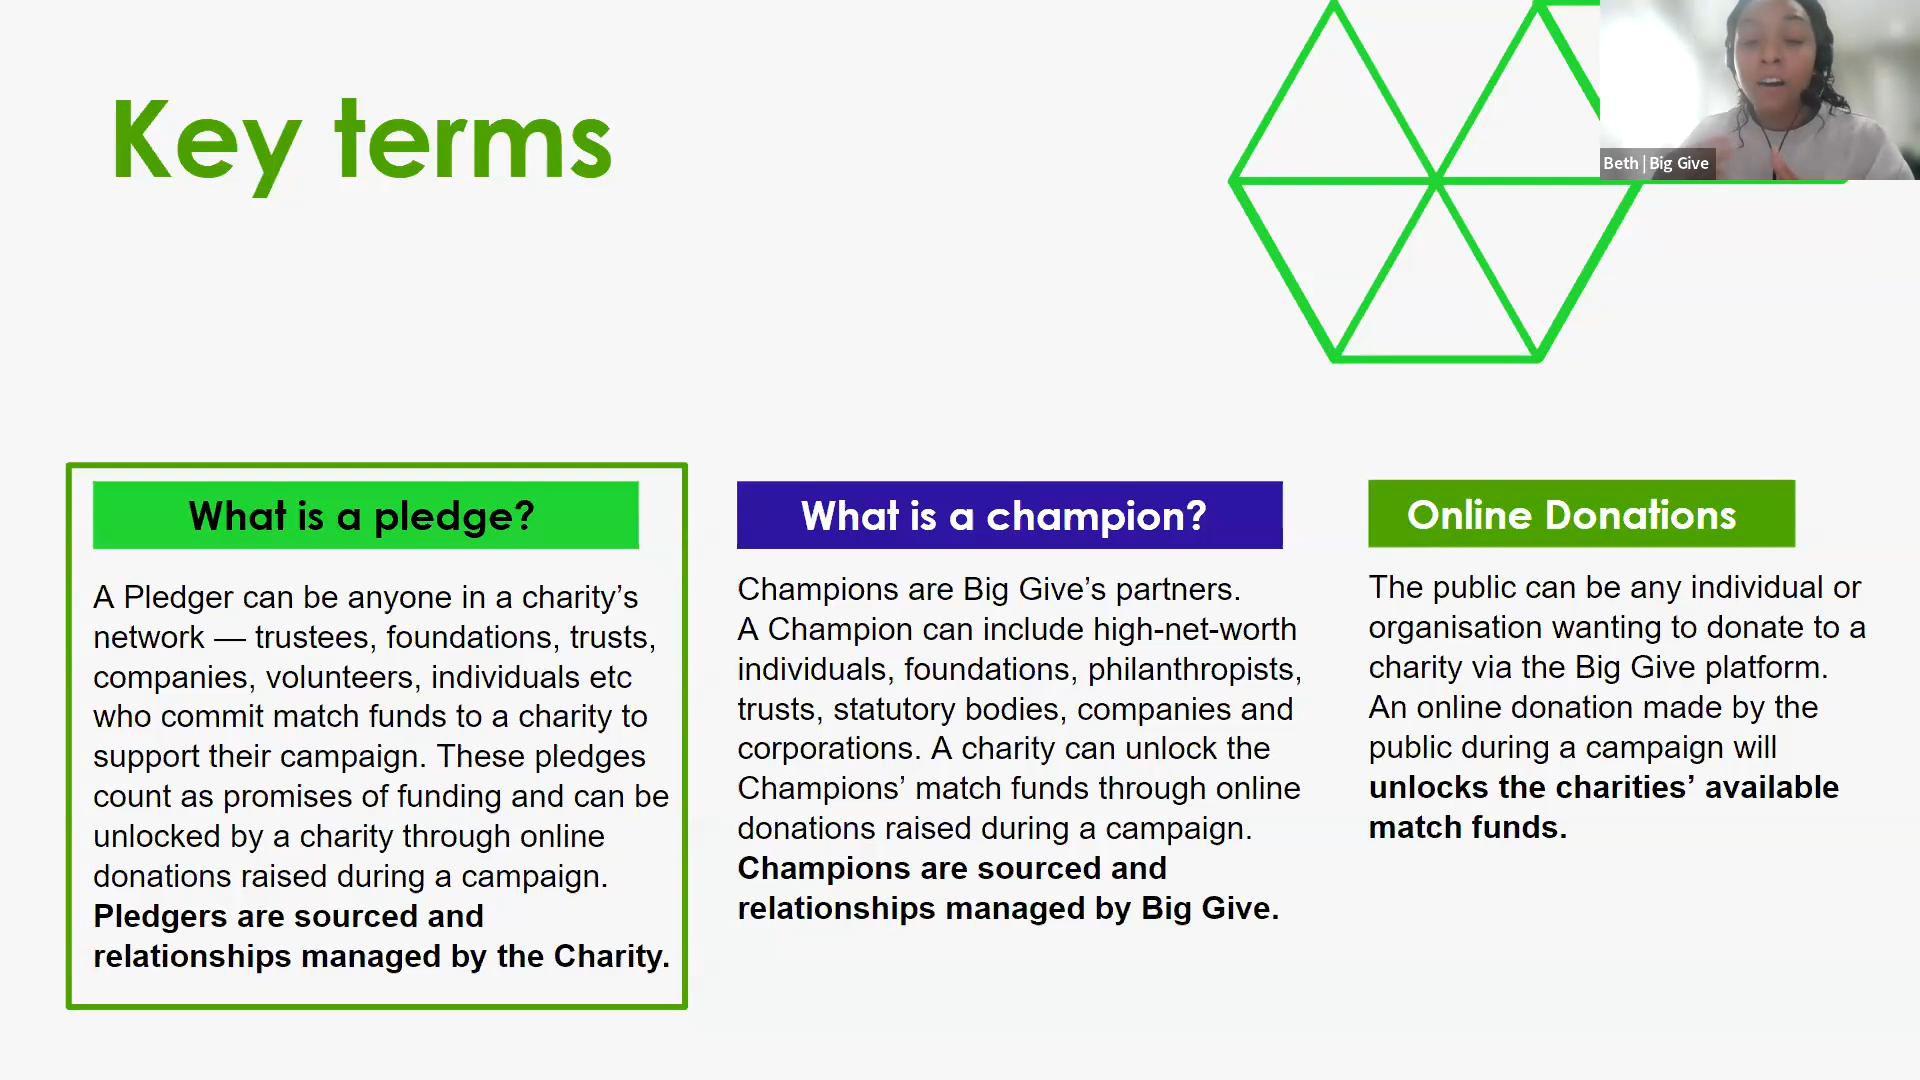 Key terms
Beth | Big Give
What is a pledge?
A Pledger can be anyone in a charity’s
network — trustees, foundations, trusts,
companies, volunteers, individuals etc
who commit match funds to a charity to
support their campaign. These pledges
count as promises of funding and can be
unlocked by a charity through online
donations raised during a campaign.
Pledgers are sourced and
relationships managed by the Charity.
What is a champion?
Champions are Big Give’s partners.
A Champion can include high-net-worth
individuals, foundations, philanthropists,
trusts, statutory bodies, companies and
corporations. A charity can unlock the
Champions’ match funds through online
donations raised during a campaign.
Champions are sourced and
relationships managed by Big Give.
Online Donations
The public can be any individual or
organisation wanting to donate to a
charity via the Big Give platform.
An online donation made by the
public during a campaign will
unlocks the charities’ available
match funds.